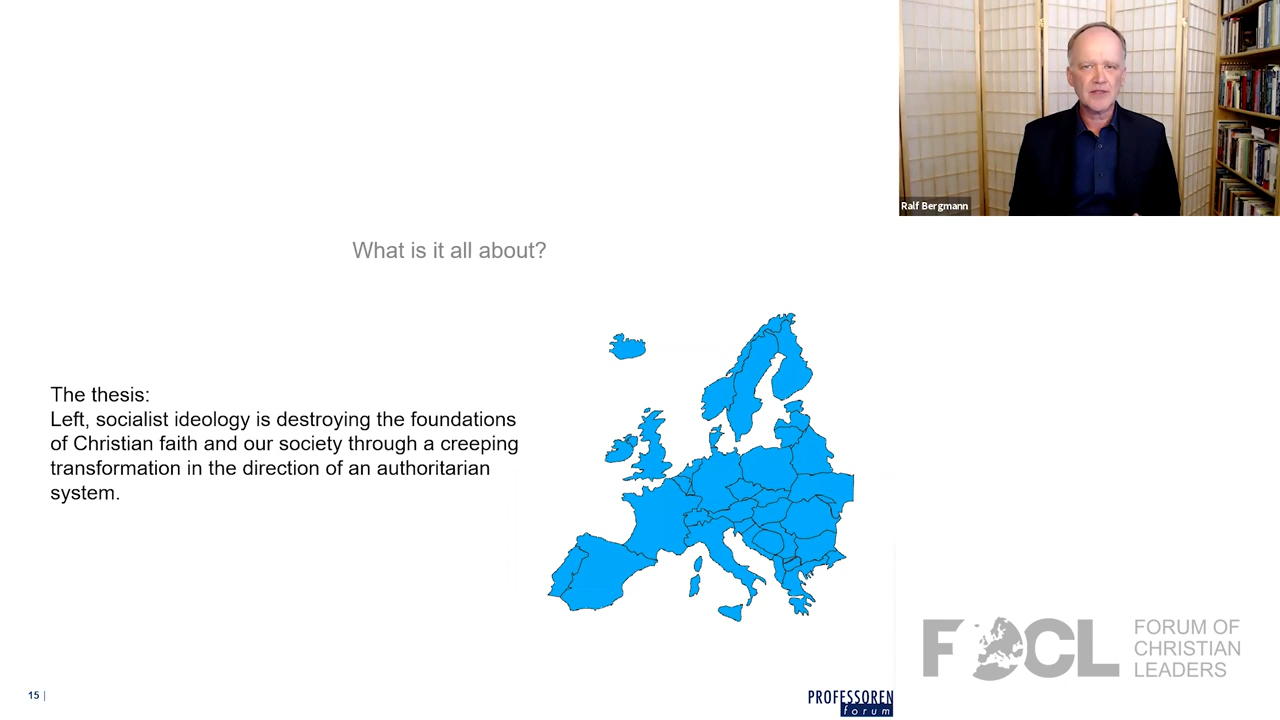 Ralf Bergmann
What is it all about?
The thesis:
Left, socialist ideology is destroying the foundations
of Christian faith and our society through a creeping
transformation in the direction of an authoritarian
system.
FOCL
FORUM OF
CHRISTIAN
LEADERS
15 |
PROFESSOREN
forum